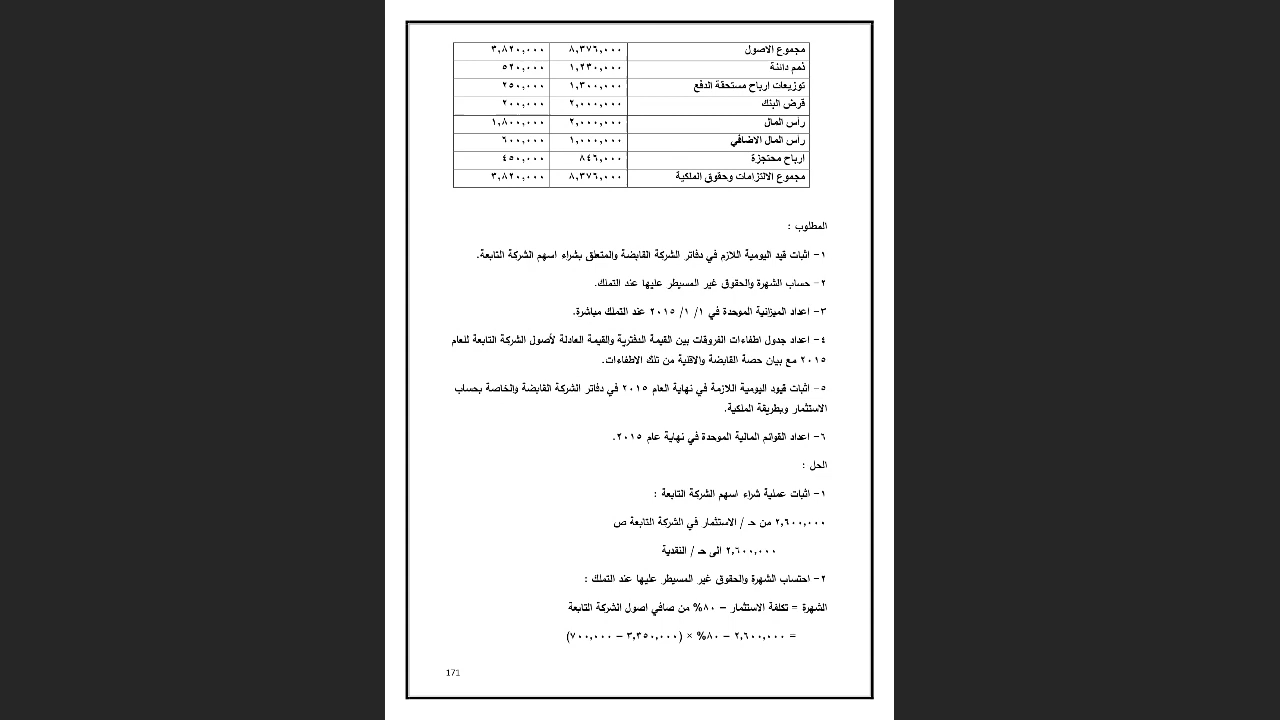 مجموع الاصول ٨,٣٧٦,٠٠٠ ٣,٨٢٠,٠٠٠
ذمم دائنة ١,٢٣٠,٠٠٠ ٥٢٠,٠٠٠
توزيعات ارباح مستحقة الدفع ١,٣٠٠,٠٠٠ ٢٥٠,٠٠٠
قرض البنك ٢,٠٠٠,٠٠٠ ٢٠٠,٠٠٠
رأس المال ٢,٠٠٠,٠٠٠ ١,٨٠٠,٠٠٠
رأس المال الاضافي ١,٠٠٠,٠٠٠ ٦٠٠,٠٠٠
ارباح محتجزة ٨٤٦,٠٠٠ ٤٥٠,٠٠٠
مجموع الالتزامات وحقوق الملكية ٨,٣٧٦,٠٠٠ ٣,٨٢٠,٠٠٠
المطلوب :
١- اثبات قيد اليومية اللازم في دفاتر الشركة القابضة والمتعلق بشراء اسهم الشركة التابعة.
٢- حساب الشهرة والحقوق غير المسيطر عليها عند التملك.
٣- اعداد الميزانية الموحدة في ١/ ١/ ٢٠١٥ عند التملك مباشرة.
٤- اعداد جدول اطفاءات الفروقات بين القيمة الدفترية والقيمة العادلة لأصول الشركة التابعة للعام
٢٠١٥ مع بيان حصة القابضة والاقلية من تلك الاطفاءات.
٥- اثبات قيود اليومية اللازمة في نهاية العام ٢٠١٥ في دفاتر الشركة القابضة والخاصة بحساب
الاستثمار وبطريقة الملكية.
٦- اعداد القوائم المالية الموحدة في نهاية عام ٢٠١٥.
الحل :
١- اثبات عملية شراء اسهم الشركة التابعة :
٢,٦٠٠,٠٠٠ من حـ / الاستثمار في الشركة التابعة ص
٢,٦٠٠,٠٠٠ الى حـ / النقدية
٢- احتساب الشهرة والحقوق غير المسيطر عليها عند التملك :
الشهرة = تكلفة الاستثمار – ٨٠% من صافي اصول الشركة التابعة
= ٢,٦٠٠,٠٠٠ – ٨٠% × (٣,٣٥٠,٠٠٠ – ٧٠٠,٠٠٠)
171